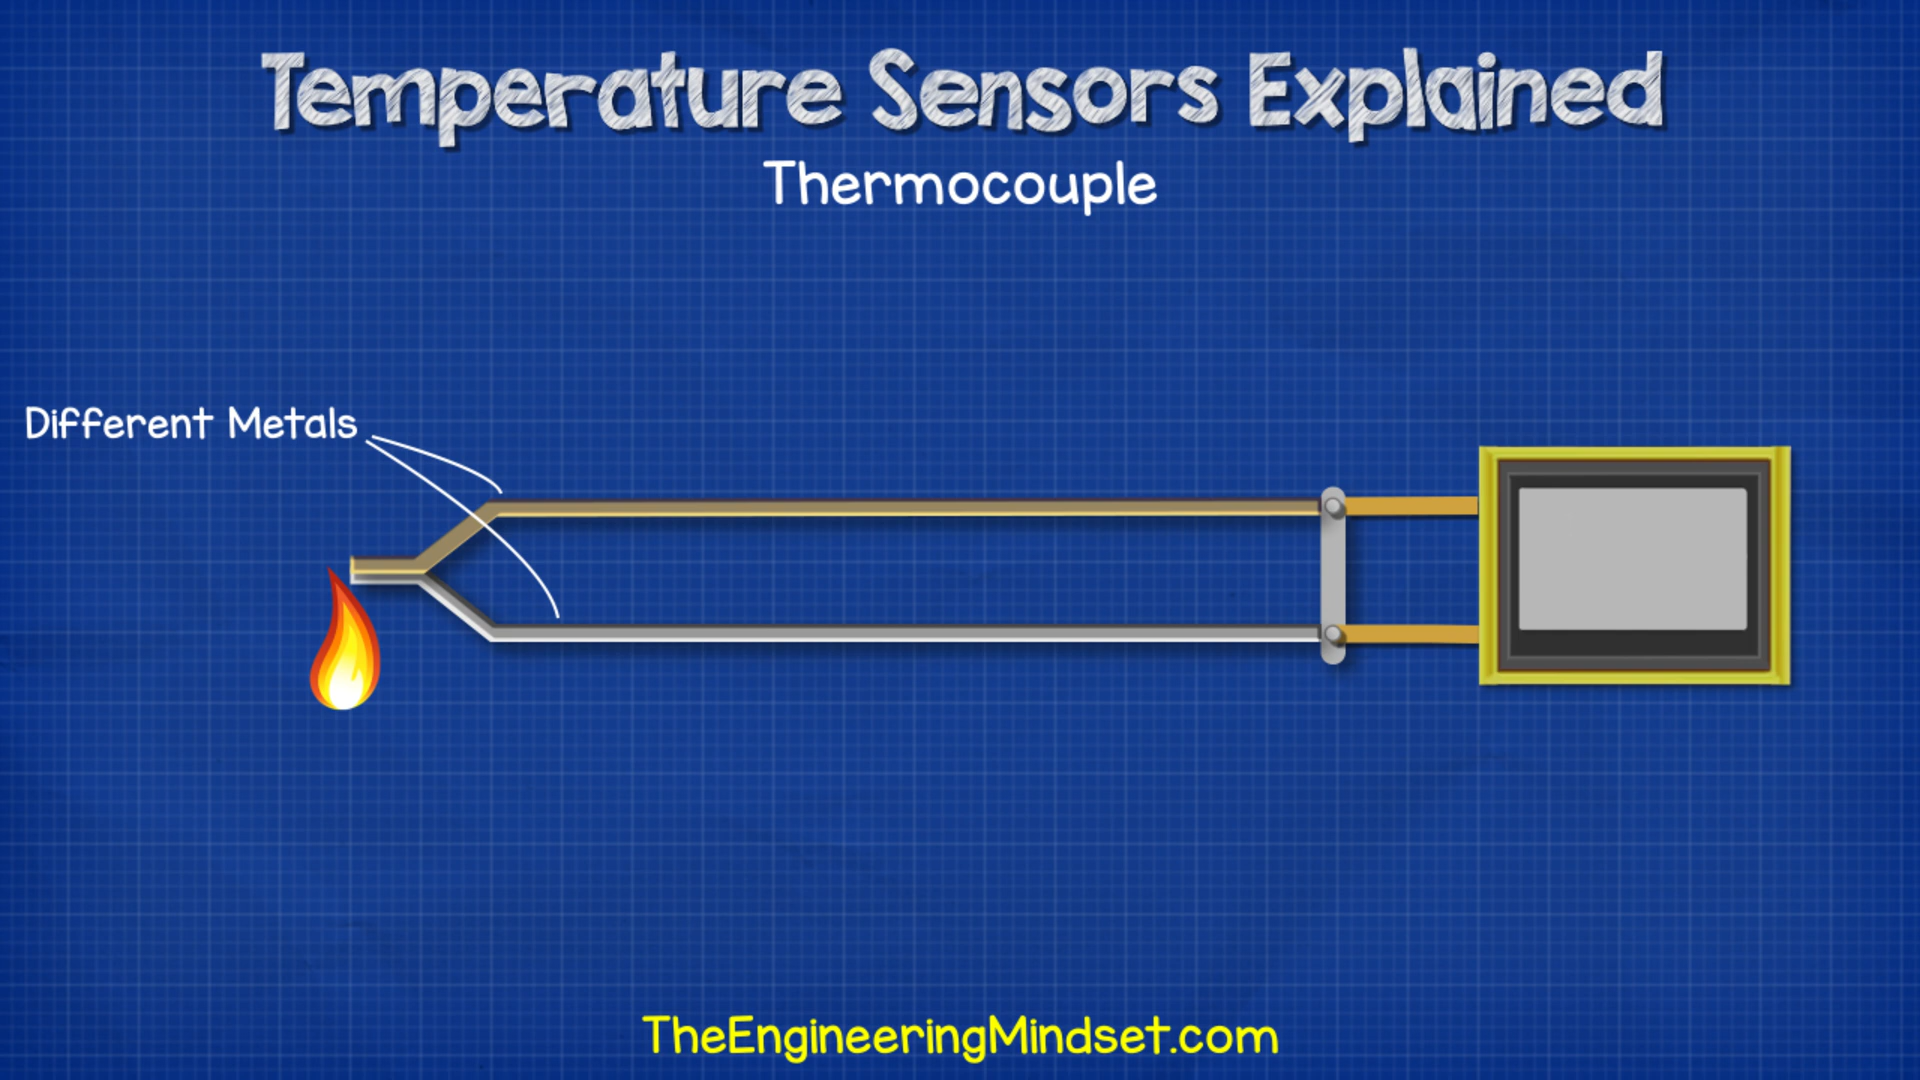 Temperature Sensors Explained
Thermocouple
Different Metals
TheEngineeringMindset.com